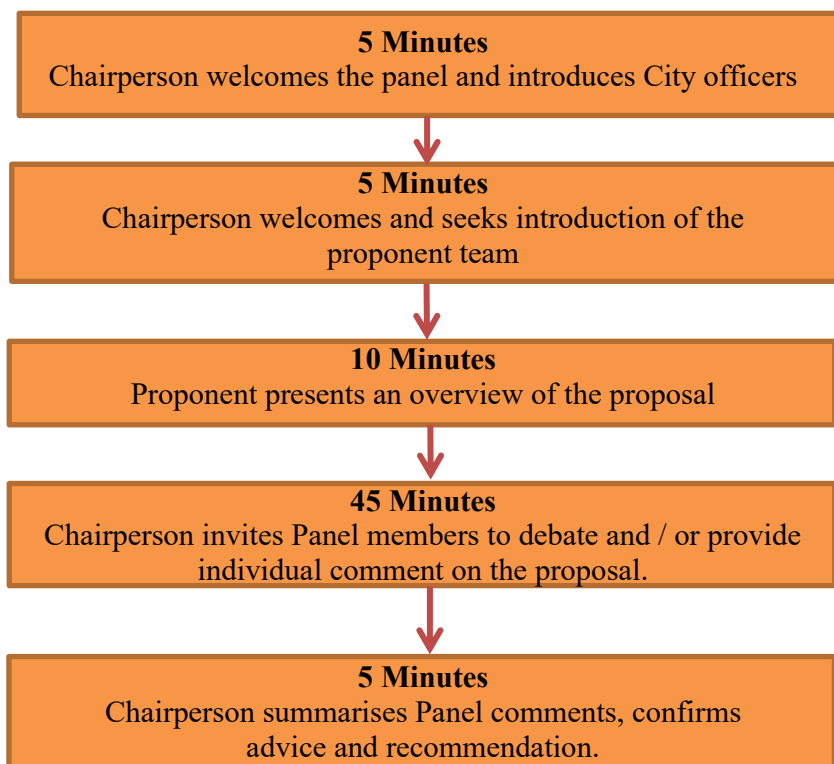 5 Minutes
Chairperson welcomes the panel and introduces City officers
5 Minutes
Chairperson welcomes and seeks introduction of the
proponent team
10 Minutes
Proponent presents an overview of the proposal
45 Minutes
Chairperson invites Panel members to debate and / or provide
individual comment on the proposal.
5 Minutes
Chairperson summarises Panel comments, confirms
advice and recommendation.